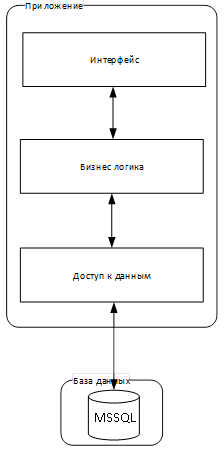 Приложение
Интерфейс
Бизнес логика
Доступ к данным
База данных
MSSQL